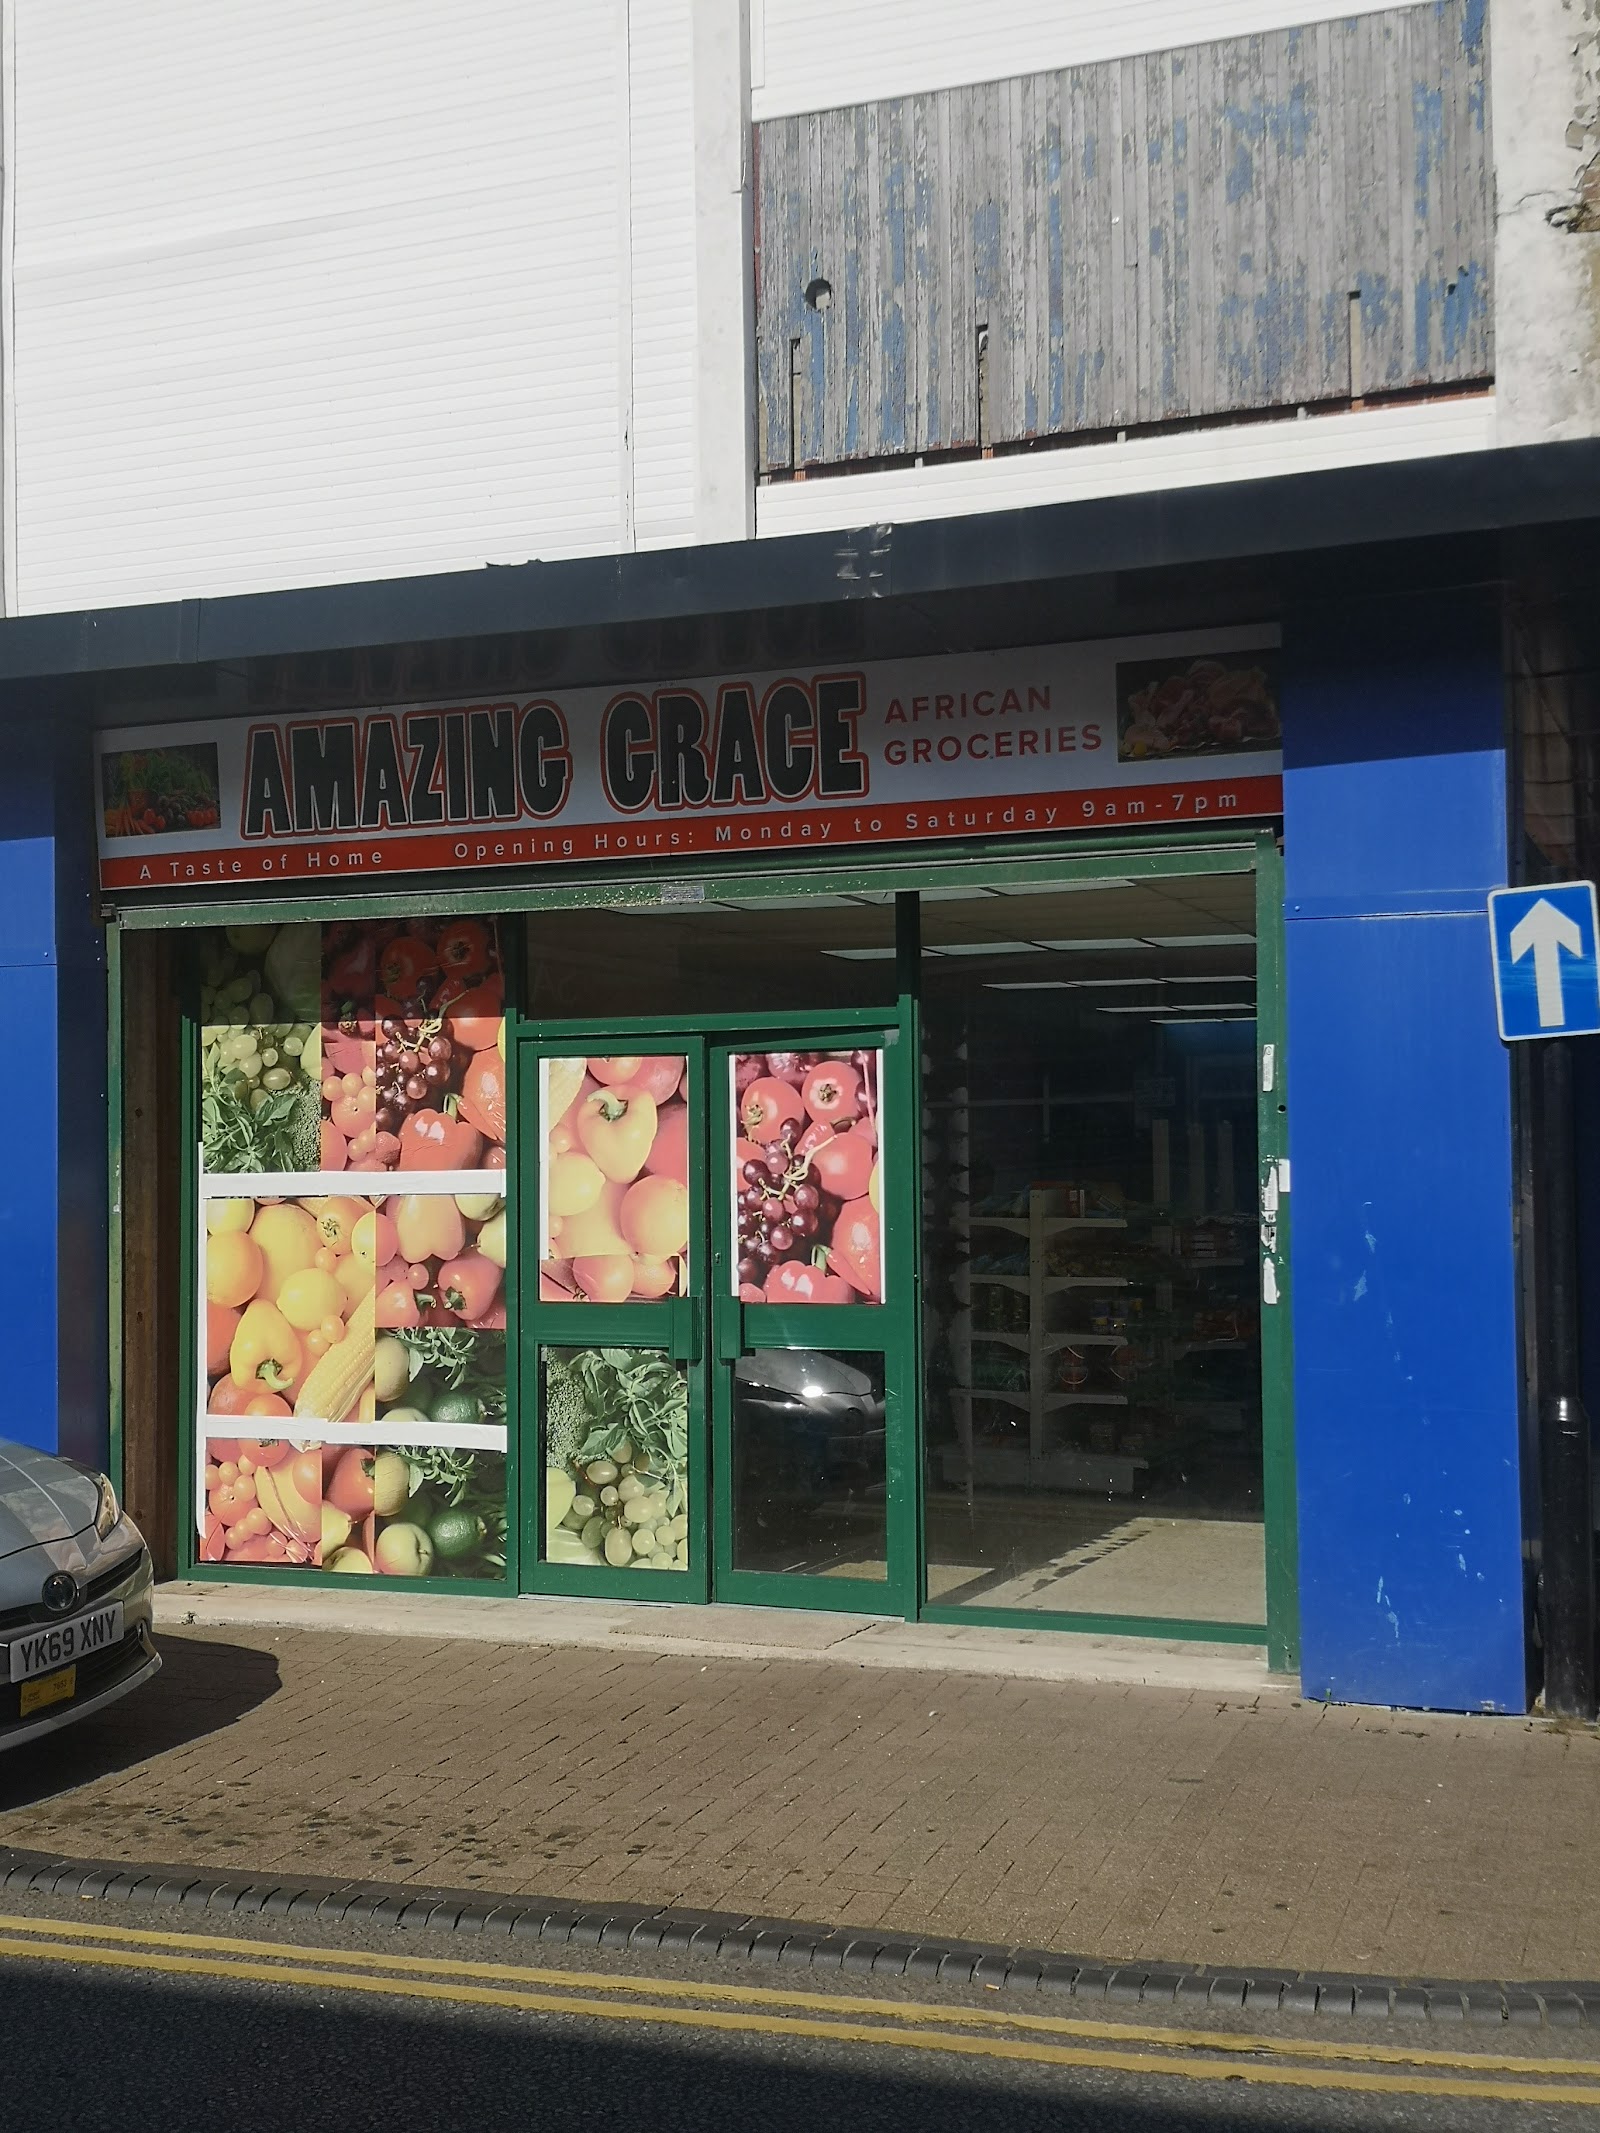 AMAZING GRACE
AFRICAN
GROCERIES
A Taste of Home
Opening Hours: Monday to Saturday 9am-7pm
YK69 XNY